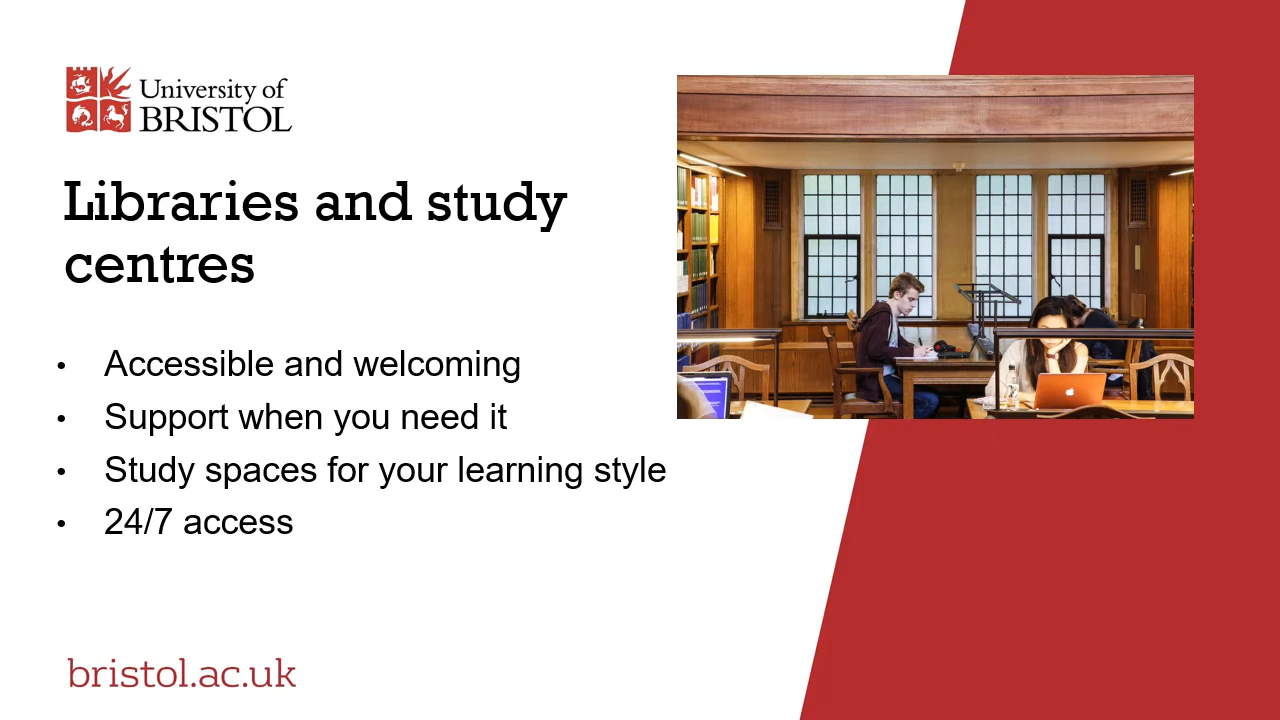 University of
BRISTOL
Libraries and study
centres
• Accessible and welcoming
• Support when you need it
• Study spaces for your learning style
• 24/7 access
bristol.ac.uk